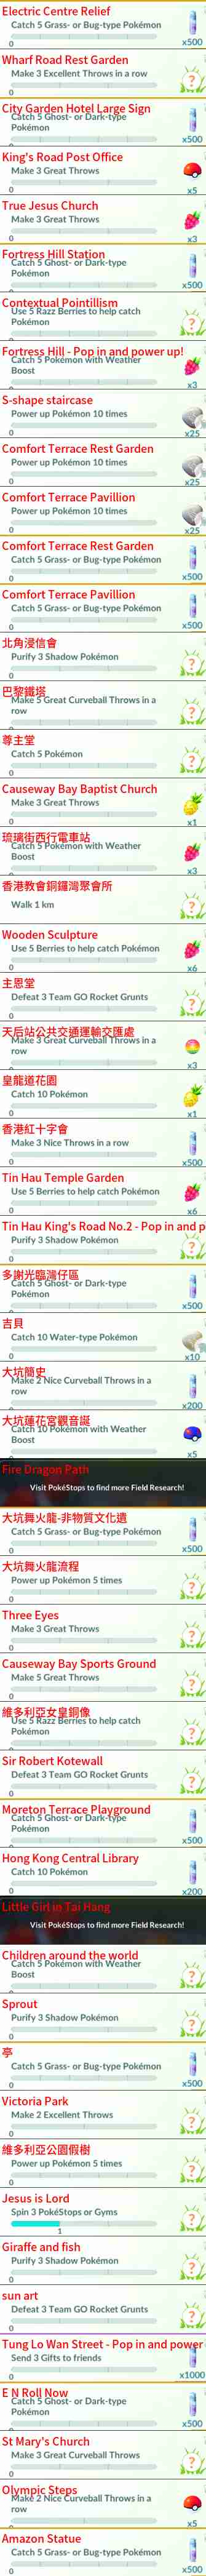 Electric Centre Relief
Catch 5 Grass- or Bug-type Pokémon
0
x500
Wharf Road Rest Garden
Make 3 Excellent Throws in a row
0
City Garden Hotel Large Sign
Catch 5 Ghost- or Dark-type
Pokémon
x500
King's Road Post Office
Make 3 Great Throws
0
x5
True Jesus Church
Make 3 Great Throws
0
x3
Fortress Hill Station
Catch 5 Ghost- or Dark-type
Pokémon
x500
Contextual Pointillism
Use 5 Razz Berries to help catch
Pokémon
Fortress Hill - Pop in and power up!
Catch 5 Pokémon with Weather
Boost
x3
S-shape staircase
Power up Pokémon 10 times
0
x25
Comfort Terrace Rest Garden
Power up Pokémon 10 times
0
x25
Comfort Terrace Pavillion
Power up Pokémon 10 times
0
x25
Comfort Terrace Rest Garden
Catch 5 Grass- or Bug-type Pokémon
0
x500
Comfort Terrace Pavillion
Catch 5 Grass- or Bug-type Pokémon
0
x500
北角浸信會
Purify 3 Shadow Pokémon
0
巴黎鐵塔
Make 5 Great Curveball Throws in a
row
尊主堂
Catch 5 Pokémon
0
Causeway Bay Baptist Church
Make 3 Great Throws
0
x1
琉璃街西行電車站
Catch 5 Pokémon with Weather
Boost
x3
香港教會銅鑼灣聚會所
Walk 1 km
Wooden Sculpture
Use 5 Berries to help catch Pokémon
0
x6
主恩堂
Defeat 3 Team GO Rocket Grunts
0
天后站公共交通運輸交匯處
Make 3 Great Curveball Throws in a
row
x3
皇龍道花園
Catch 10 Pokémon
0
x1
香港紅十字會
Make 3 Nice Throws in a row
0
x500
Tin Hau Temple Garden
Use 5 Berries to help catch Pokémon
0
x6
Tin Hau King's Road No.2 - Pop in and p
Purify 3 Shadow Pokémon
0
多謝光臨灣仔區
Catch 5 Ghost- or Dark-type
Pokémon
x500
吉貝
Catch 10 Water-type Pokémon
0
x10
大坑簡史
Make 2 Nice Curveball Throws in a
row
x200
大坑蓮花宮觀音誕
Catch 10 Pokémon with Weather
Boost
x5
Fire Dragon Path
Visit PokéStops to find more Field Research!
大坑舞火龍-非物質文化遺
Catch 5 Grass- or Bug-type Pokémon
0
x500
大坑舞火龍流程
Power up Pokémon 5 times
0
Three Eyes
Make 3 Great Throws
0
Causeway Bay Sports Ground
Make 5 Great Throws
0
維多利亞女皇銅像
Use 5 Razz Berries to help catch
Pokémon
Sir Robert Kotewall
Defeat 3 Team GO Rocket Grunts
0
Moreton Terrace Playground
Catch 5 Ghost- or Dark-type
Pokémon
x500
Hong Kong Central Library
Catch 10 Pokémon
0
x200
Little Girl in Tai Hang
Visit PokéStops to find more Field Research!
Children around the world
Catch 5 Pokémon with Weather
Boost
Sprout
Purify 3 Shadow Pokémon
0
亭
Catch 5 Grass- or Bug-type Pokémon
0
x500
Victoria Park
Make 2 Excellent Throws
0
維多利亞公園假樹
Power up Pokémon 5 times
0
Jesus is Lord
Spin 3 PokéStops or Gyms
1
Giraffe and fish
Purify 3 Shadow Pokémon
0
sun art
Defeat 3 Team GO Rocket Grunts
0
Tung Lo Wan Street - Pop in and power
Send 3 Gifts to friends
0
x1000
E N Roll Now
Catch 5 Ghost- or Dark-type
Pokémon
x500
St Mary's Church
Make 3 Great Curveball Throws
0
Olympic Steps
Make 2 Nice Curveball Throws in a
row
x5
Amazon Statue
Catch 5 Grass- or Bug-type Pokémon
0
x500